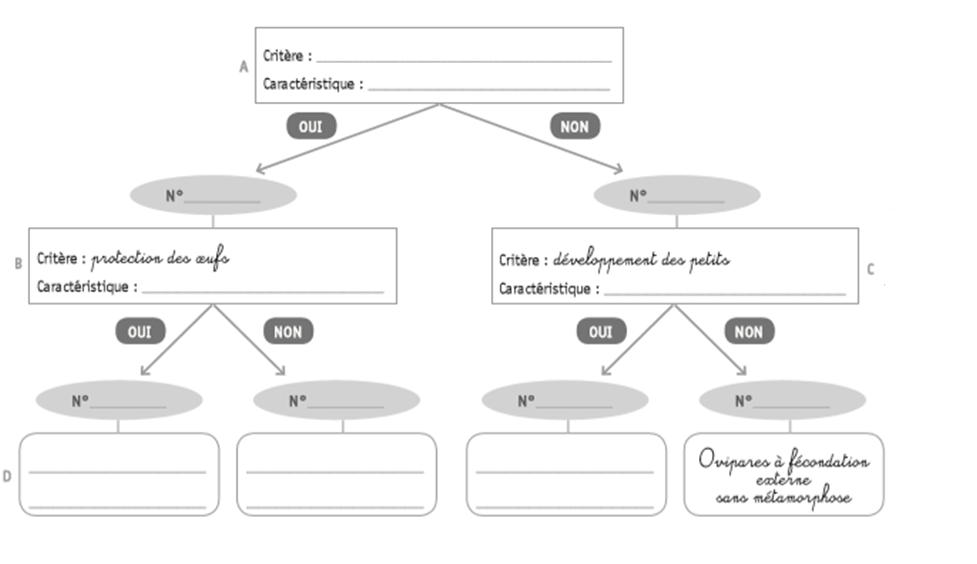 A
Critère :
Caractéristique :
OUI
NON
N°
N°
B
Critère : protection des œufs
Caractéristique :
C
Critère : développement des petits
Caractéristique :
OUI
NON
OUI
NON
N°
N°
N°
N°
D
Ovipares à fécondation
externe
sans métamorphose